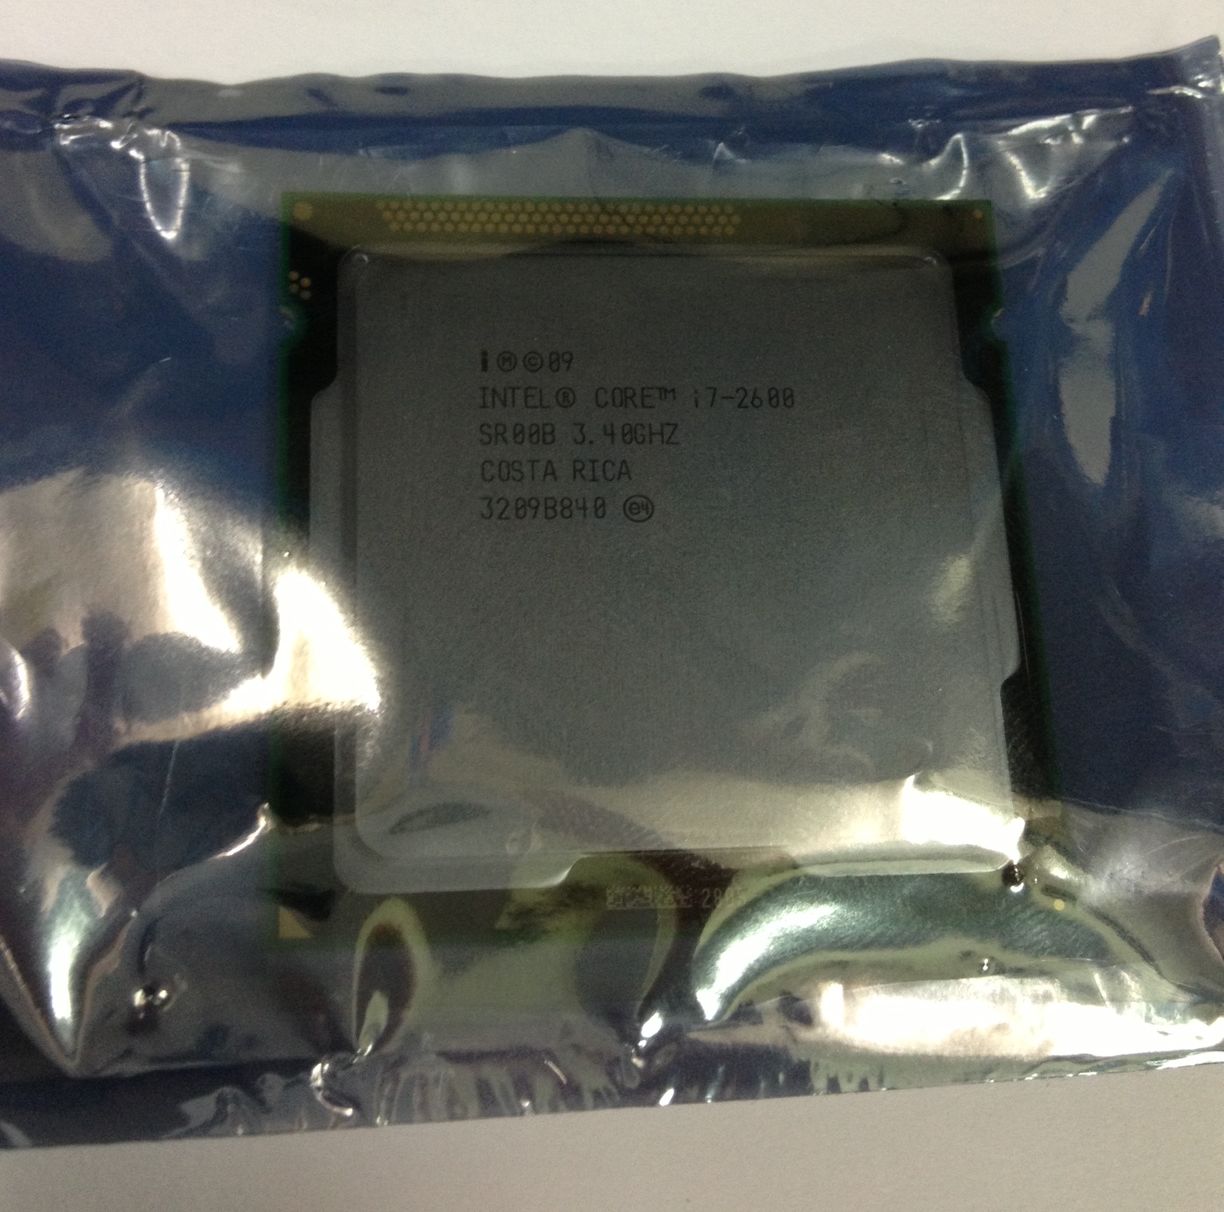 i Ⓜ©09
INTEL® CORE™ i7-2600
SR00B 3.40GHZ
COSTA RICA
3209B840 ⓔ4